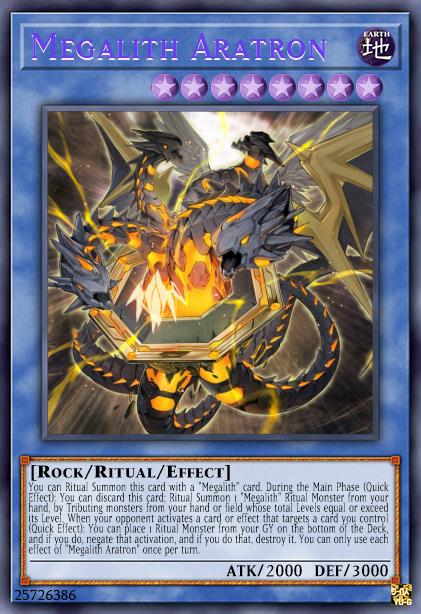 Megalith Aratron
EARTH
地
[Rock/Ritual/Effect]
You can Ritual Summon this card with a "Megalith" card. During the Main Phase (Quick
Effect): You can discard this card; Ritual Summon 1 "Megalith" Ritual Monster from your
hand, by Tributing monsters from your hand or field whose total Levels equal or exceed
its Level. When your opponent activates a card or effect that targets a card you control
(Quick Effect): You can place 1 Ritual Monster from your GY on the bottom of the Deck,
and if you do, negate that activation, and if you do that, destroy it. You can only use each
effect of "Megalith Aratron" once per turn.
ATK/2000 DEF/3000
25726386